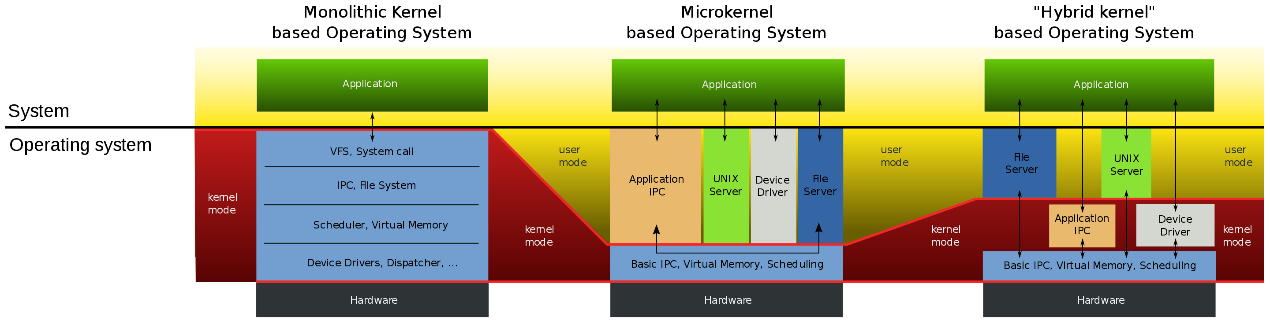 Monolithic Kernel
based Operating System
Microkernel
based Operating System
"Hybrid kernel"
based Operating System
System
Operating system
Application
VFS, System call
IPC, File System
Scheduler, Virtual Memory
Device Drivers, Dispatcher, ...
Hardware
kernel
mode
user
mode
kernel
mode
Application
Application
IPC
UNIX
Server
Device
Driver
File
Server
Basic IPC, Virtual Memory, Scheduling
Hardware
user
mode
kernel
mode
Application
File
Server
UNIX
Server
Application
IPC
Device
Driver
Basic IPC, Virtual Memory, Scheduling
Hardware
user
mode
kernel
mode